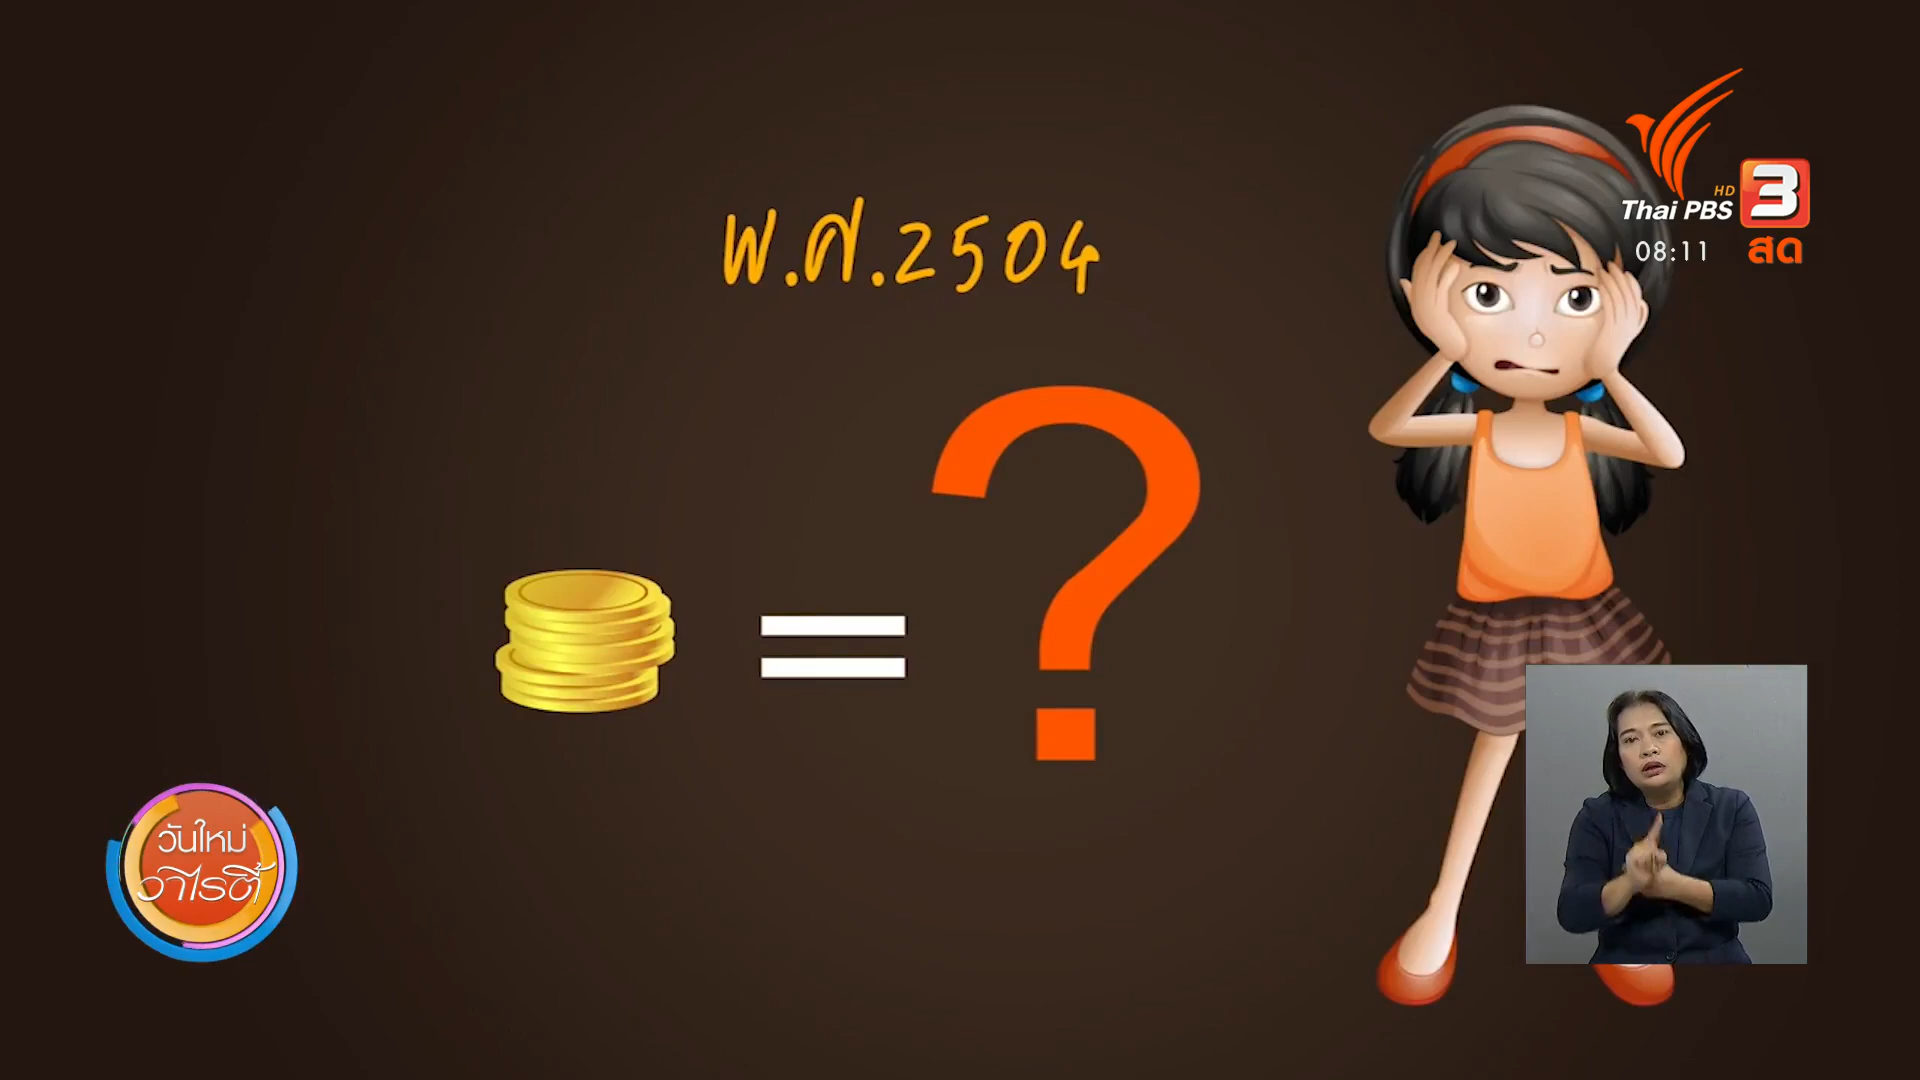 พ.ศ.2504
=
?
HD
Thai PBS
3
08:11
สด
วันใหม่
วาไรตี้